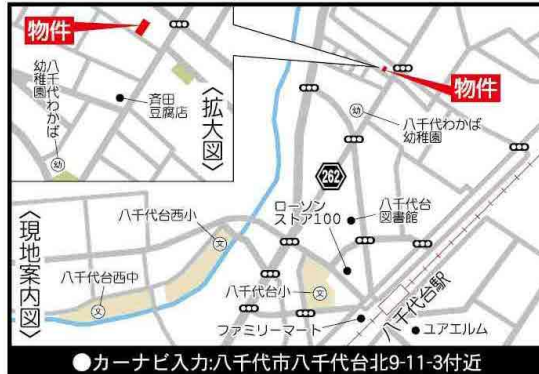 物件
八千代わかば
幼稚園
幼
斉田
豆腐店
〈拡大図〉
物件
幼
八千代わかば
幼稚園
262
ローソン
ストア100
八千代台
図書館
八千代台西小
文
八千代台西中
文
八千代台小
文
ファミリーマート
八千代台駅
ユアエルム
〈現地案内図〉
●カーナビ入力:八千代市八千代台北9-11-3付近